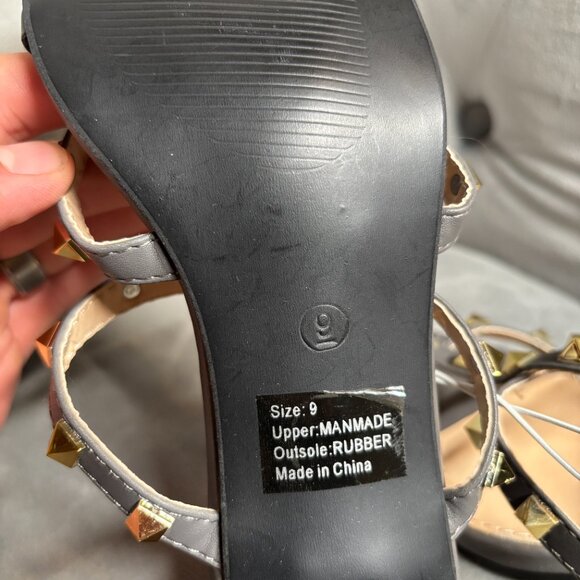 9
Size: 9
Upper:MANMADE
Outsole:RUBBER
Made in China